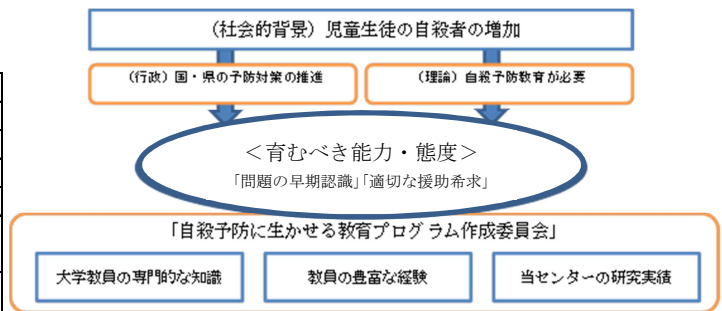 (社会的背景) 児童生徒の自殺者の増加
(行政) 国・県の予防対策の推進
(理論) 自殺予防教育が必要
＜育むべき能力・態度＞
「問題の早期認識」「適切な援助希求」
「自殺予防に生かせる教育プログラム作成委員会」
大学教員の専門的な知識
教員の豊富な経験
当センターの研究実績